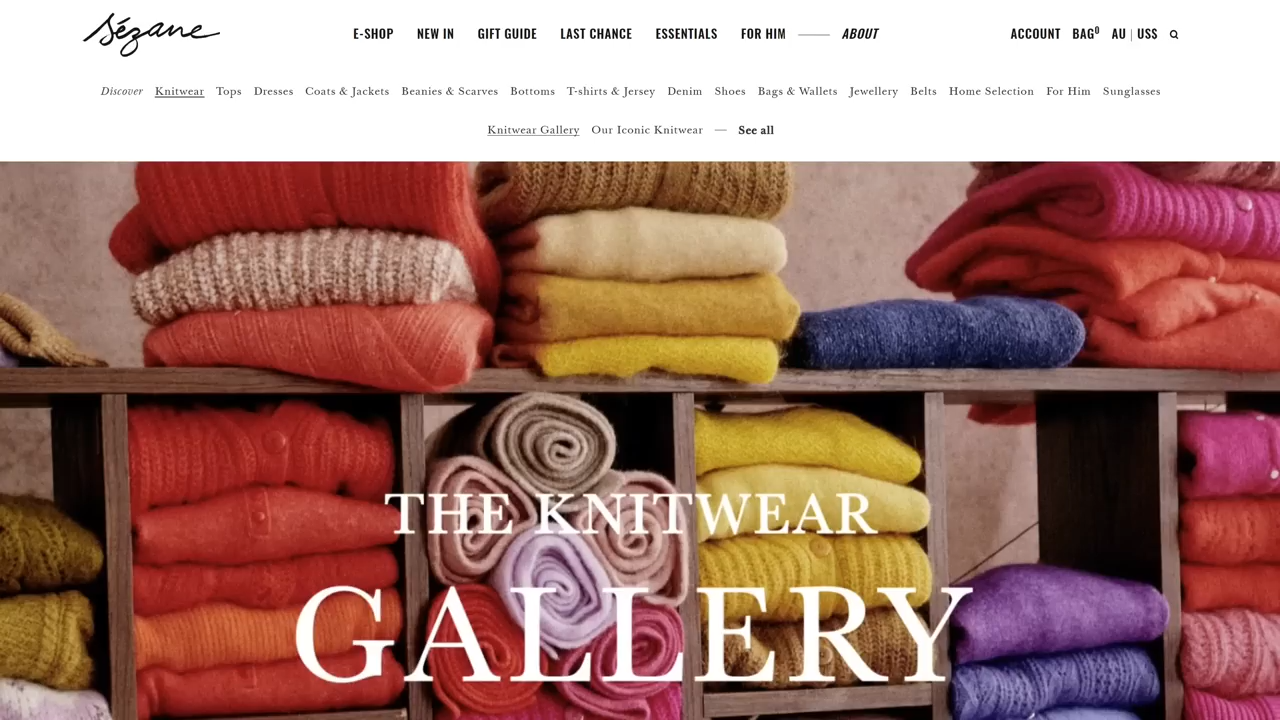 Sézane
E-SHOP NEW IN GIFT GUIDE LAST CHANCE ESSENTIALS FOR HIM ABOUT
ACCOUNT BAG0 AU | US$
Discover Knitwear Tops Dresses Coats & Jackets Beanies & Scarves Bottoms T-shirts & Jersey Denim Shoes Bags & Wallets Jewellery Belts Home Selection For Him Sunglasses
Knitwear Gallery Our Iconic Knitwear — See all
THE KNITWEAR
GALLERY